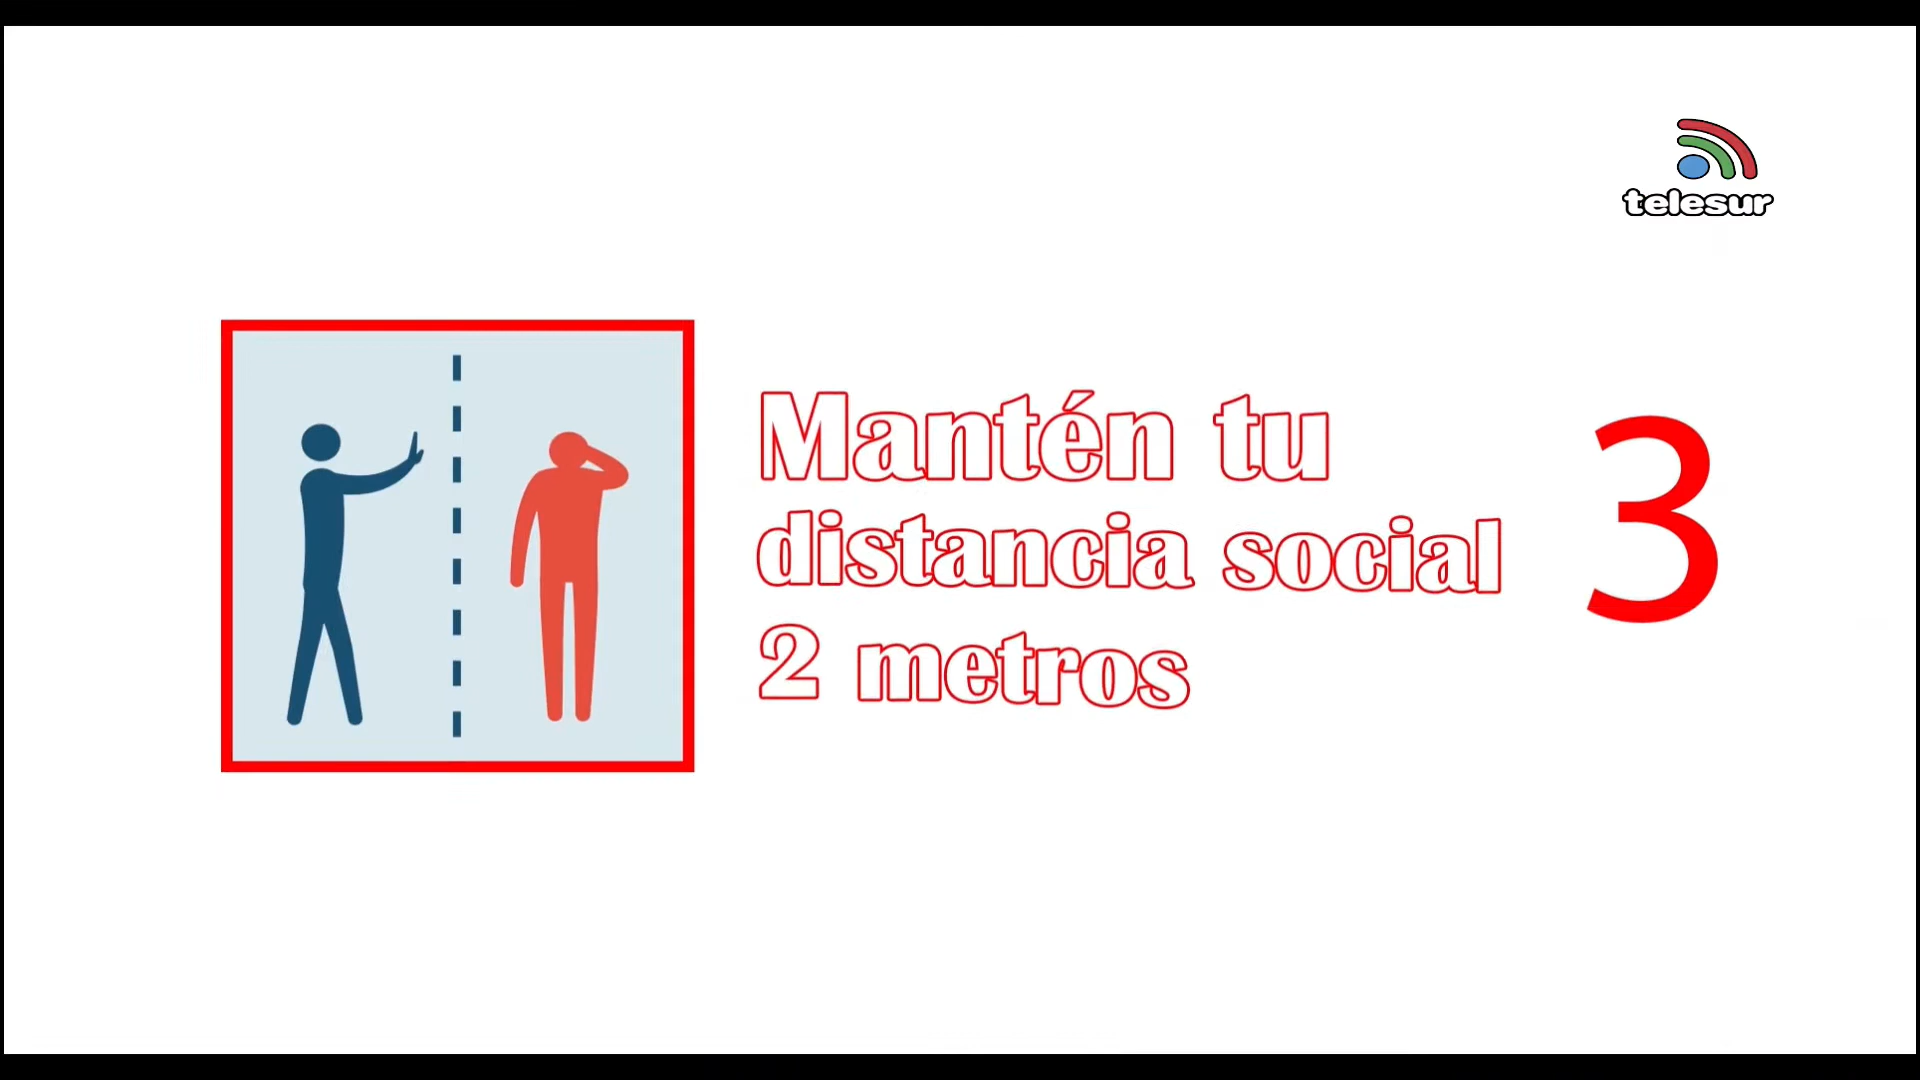 telesur
Mantén tu
distancia social
2 metros
3